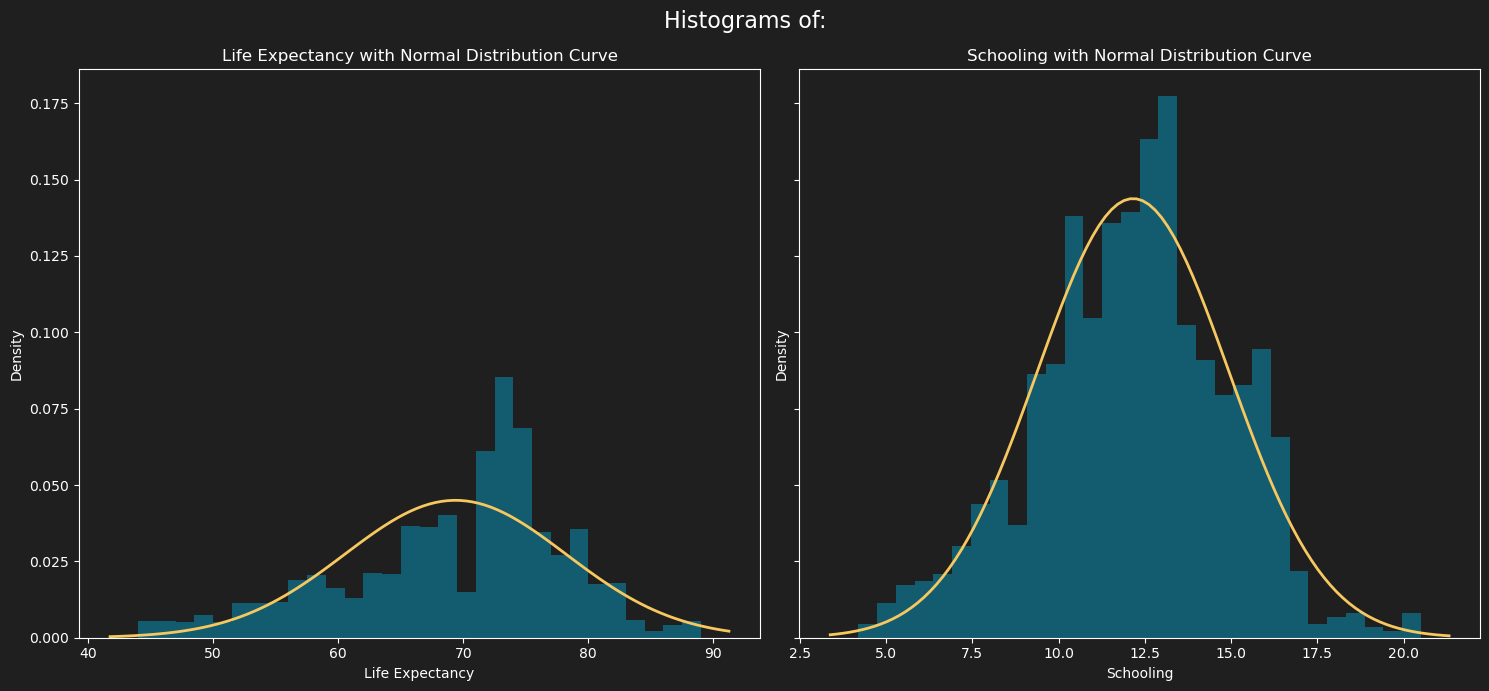 Histograms of:
Life Expectancy with Normal Distribution Curve
Schooling with Normal Distribution Curve
0.175
0.150
0.125
0.100
0.075
0.050
0.025
0.000
Density
Density
40 50 60 70 80 90
2.5 5.0 7.5 10.0 12.5 15.0 17.5 20.0
Life Expectancy
Schooling